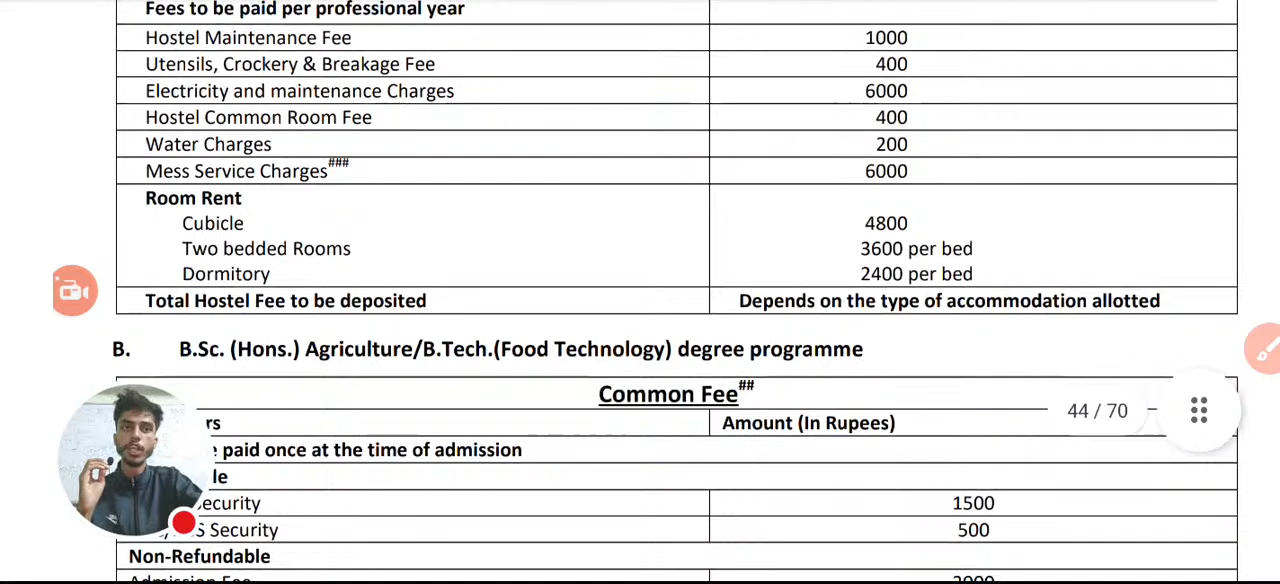 Fees to be paid per professional year
Hostel Maintenance Fee 1000
Utensils, Crockery & Breakage Fee 400
Electricity and maintenance Charges 6000
Hostel Common Room Fee 400
Water Charges 200
Mess Service Charges### 6000
Room Rent
Cubicle 4800
Two bedded Rooms 3600 per bed
Dormitory 2400 per bed
Total Hostel Fee to be deposited Depends on the type of accommodation allotted
B. B.Sc. (Hons.) Agriculture/B.Tech.(Food Technology) degree programme
Common Fee##
44 / 70
Amount (In Rupees)
paid once at the time of admission
1500
Security 500
Non-Refundable
Admission Fee 2000